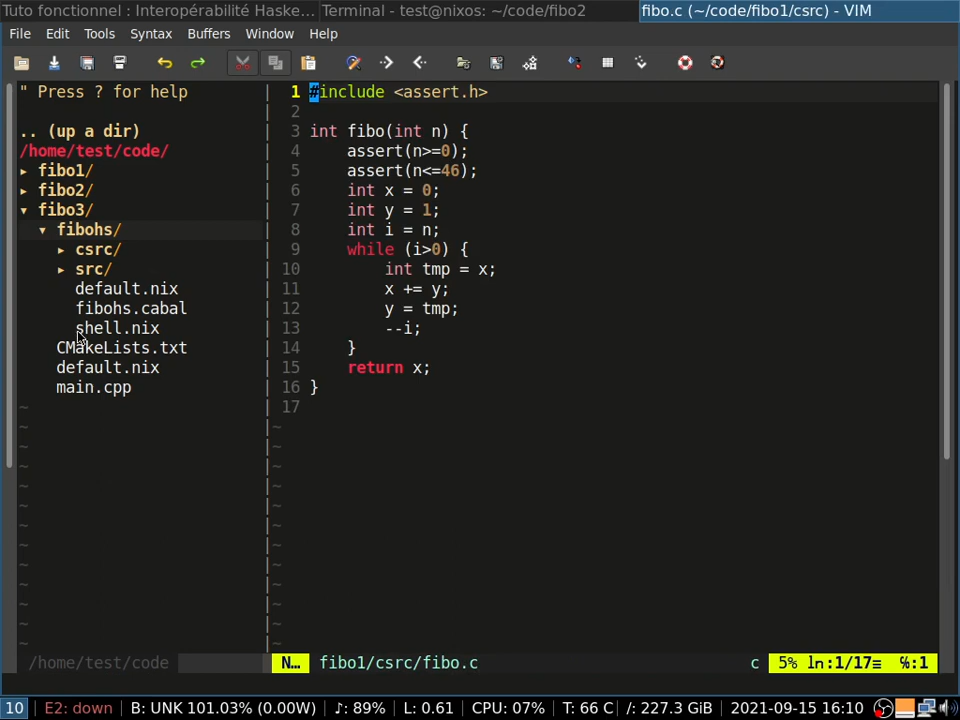 Tuto fonctionnel : Interopérabilité Haske...
Terminal - test@nixos: ~/code/fibo2
fibo.c (~/code/fibo1/csrc) - VIM
File Edit Tools Syntax Buffers Window Help
" Press ? for help
.. (up a dir)
/home/test/code/
▸ fibo1/
▸ fibo2/
▾ fibo3/
▾ fibohs/
▸ csrc/
▸ src/
default.nix
fibohs.cabal
shell.nix
CMakeLists.txt
default.nix
main.cpp
/home/test/code
1 #include <assert.h>
2
3 int fibo(int n) {
4     assert(n>=0);
5     assert(n<=46);
6     int x = 0;
7     int y = 1;
8     int i = n;
9     while (i>0) {
10         int tmp = x;
11         x += y;
12         y = tmp;
13         --i;
14     }
15     return x;
16 }
17
N... fibo1/csrc/fibo.c c 5% ln:1/17≡ ℅:1
10 E2: down | B: UNK 101.03% (0.00W) | ♪: 89% | L: 0.61 | CPU: 07% | T: 66 C | /: 227.3 GiB | 2021-09-15 16:10